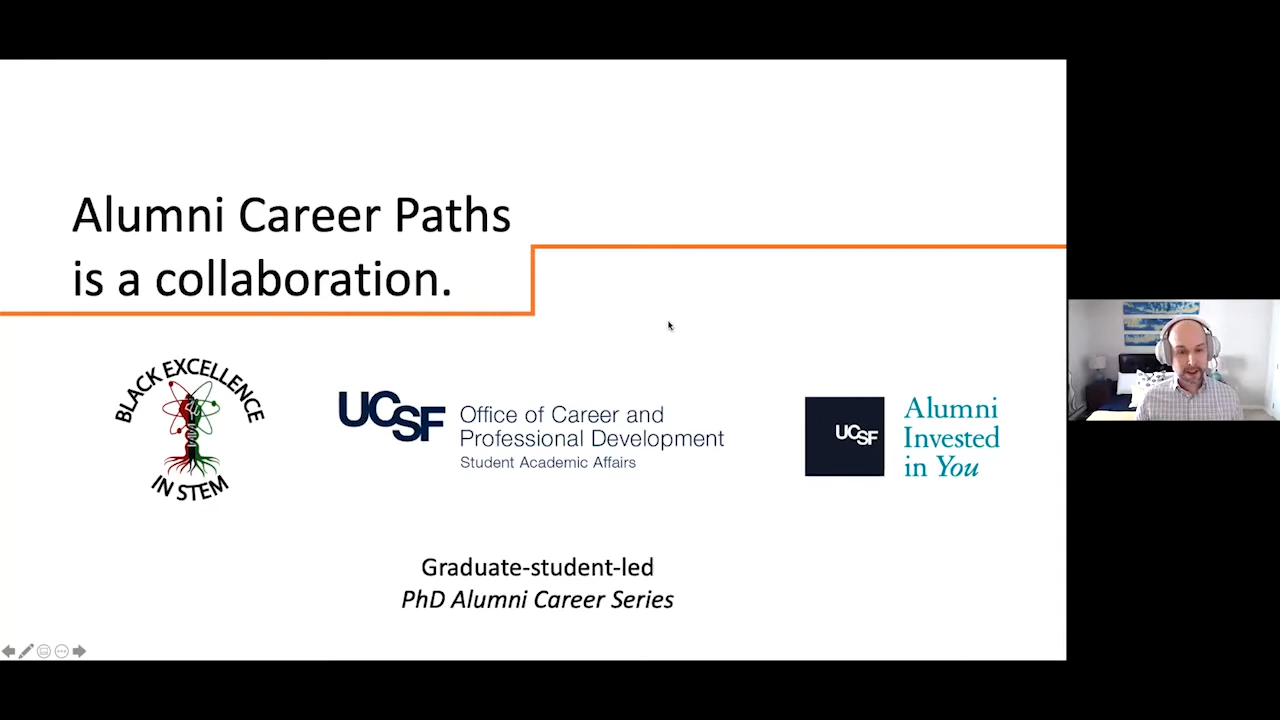 Alumni Career Paths
is a collaboration.
BLACK EXCELLENCE
IN STEM
UCSF
Office of Career and
Professional Development
Student Academic Affairs
UCSF
Alumni
Invested
in You
Graduate-student-led
PhD Alumni Career Series